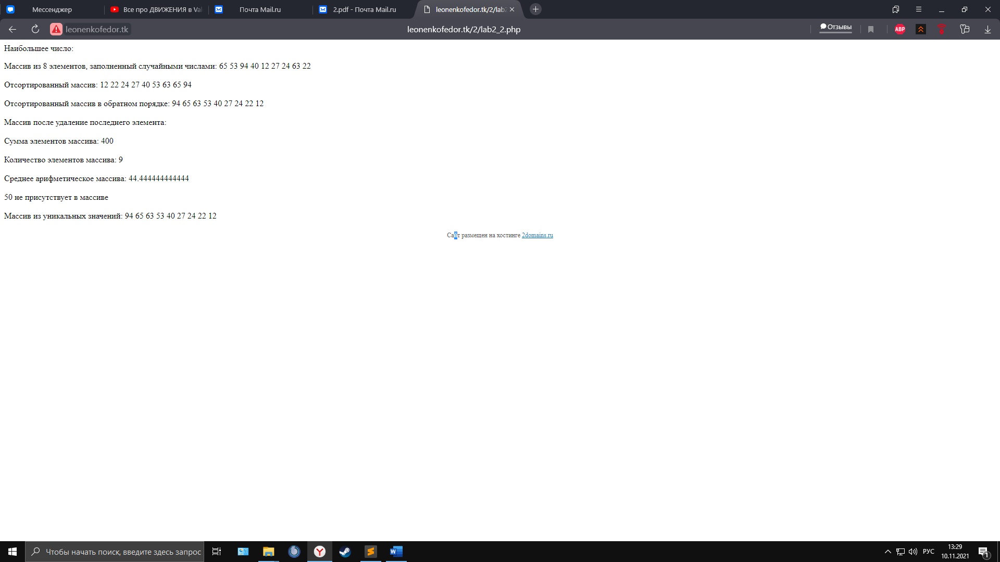 Мессенджер
Все про ДВИЖЕНИЯ в Val
Почта Mail.ru
2.pdf - Почта Mail.ru
leonenkofedor.tk/2/lab2
leonenkofedor.tk
leonenkofedor.tk/2/lab2_2.php
Отзывы
ABP
Наибольшее число:
Массив из 8 элементов, заполненный случайными числами: 65 53 94 40 12 27 24 63 22
Отсортированный массив: 12 22 24 27 40 53 63 65 94
Отсортированный массив в обратном порядке: 94 65 63 53 40 27 24 22 12
Массив после удаление последнего элемента:
Сумма элементов массива: 400
Количество элементов массива: 9
Среднее арифметическое массива: 44.444444444444
50 не присутствует в массиве
Массив из уникальных значений: 94 65 63 53 40 27 24 22 12
Сайт размещен на хостинге 2domains.ru
Чтобы начать поиск, введите здесь запрос
РУС
13:29
10.11.2021
1